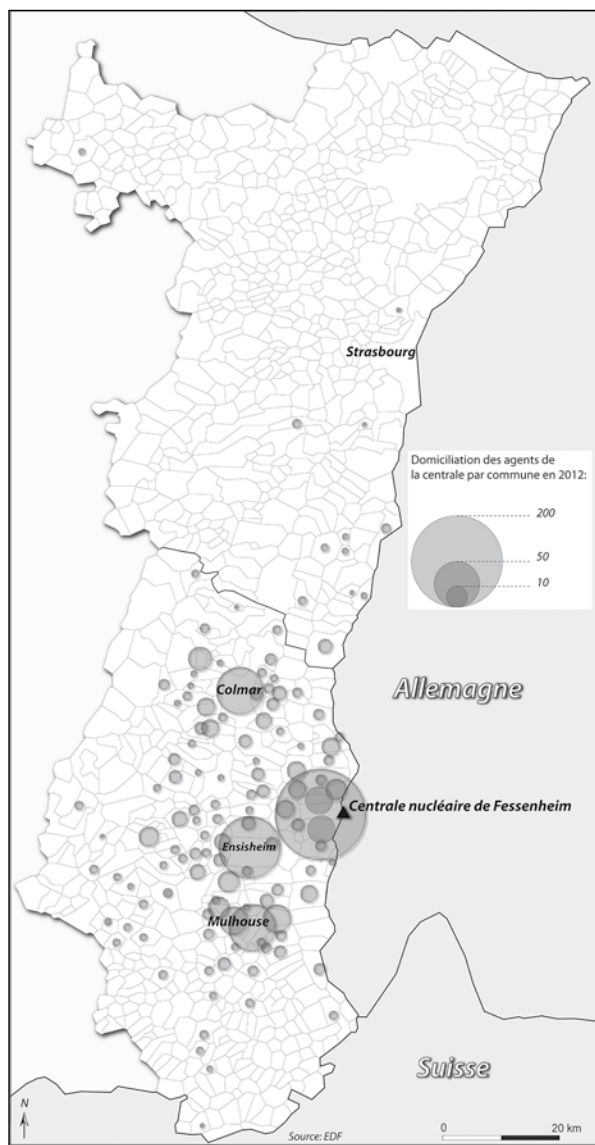 Strasbourg
Domiciliation des agents de
la centrale par commune en 2012:
200
50
10
Colmar
Allemagne
Centrale nucléaire de Fessenheim
Ensisheim
Mulhouse
Suisse
N
Source: EDF
0 20 km